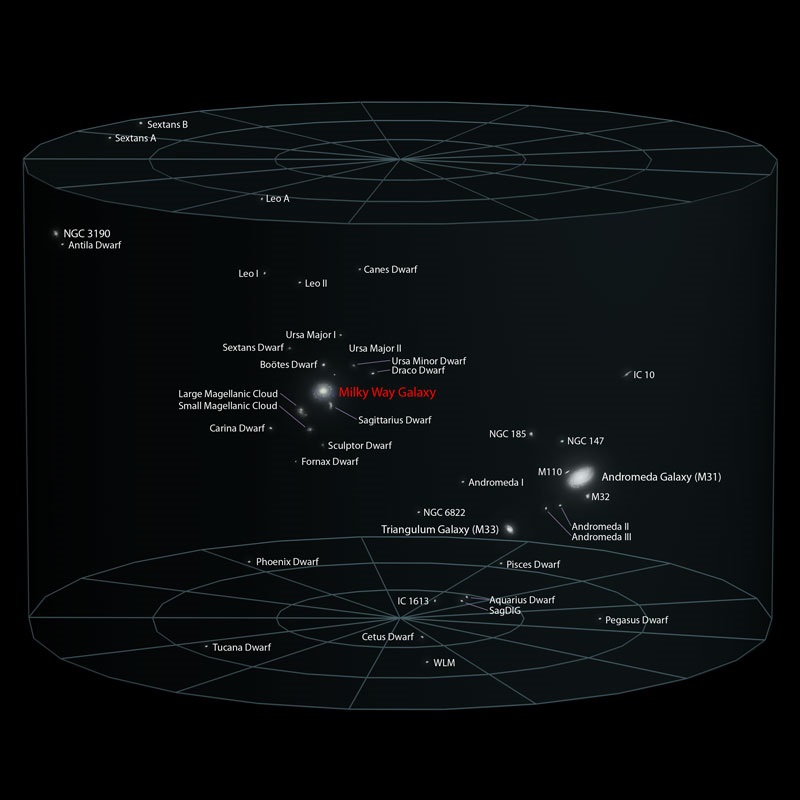 Sextans B
Sextans A
Leo A
NGC 3190
Antila Dwarf
Leo I
Canes Dwarf
Leo II
Ursa Major I
Sextans Dwarf
Ursa Major II
Boötes Dwarf
Ursa Minor Dwarf
Draco Dwarf
IC 10
Milky Way Galaxy
Large Magellanic Cloud
Small Magellanic Cloud
Sagittarius Dwarf
Carina Dwarf
NGC 185
NGC 147
Sculptor Dwarf
Fornax Dwarf
M110
Andromeda Galaxy (M31)
Andromeda I
M32
NGC 6822
Triangulum Galaxy (M33)
Andromeda II
Andromeda III
Phoenix Dwarf
Pisces Dwarf
IC 1613
Aquarius Dwarf
SagDIG
Pegasus Dwarf
Cetus Dwarf
Tucana Dwarf
WLM